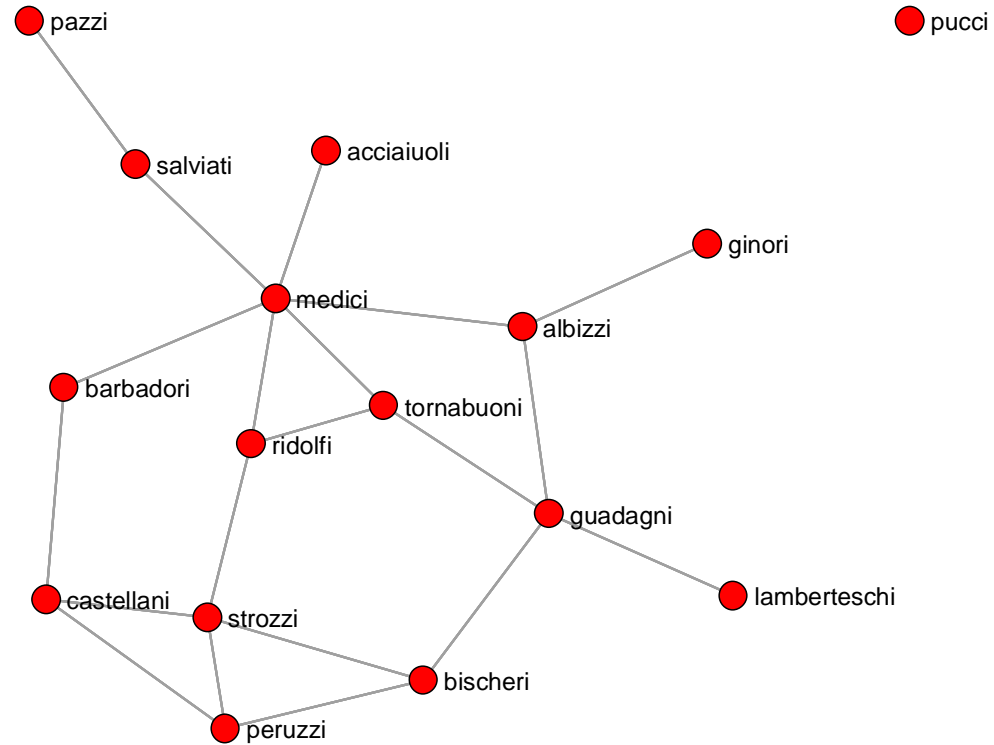 pazzi
pucci
acciaiuoli
salviati
ginori
medici
albizzi
barbadori
tornabuoni
ridolfi
guadagni
lamberteschi
castellani
strozzi
bischeri
peruzzi